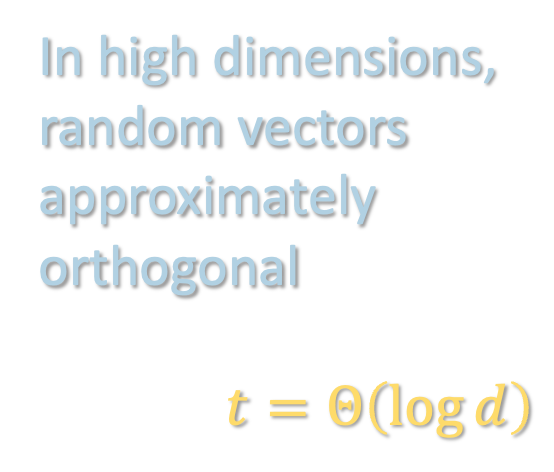 In high dimensions,
random vectors
approximately
orthogonal
t = Θ(log d)